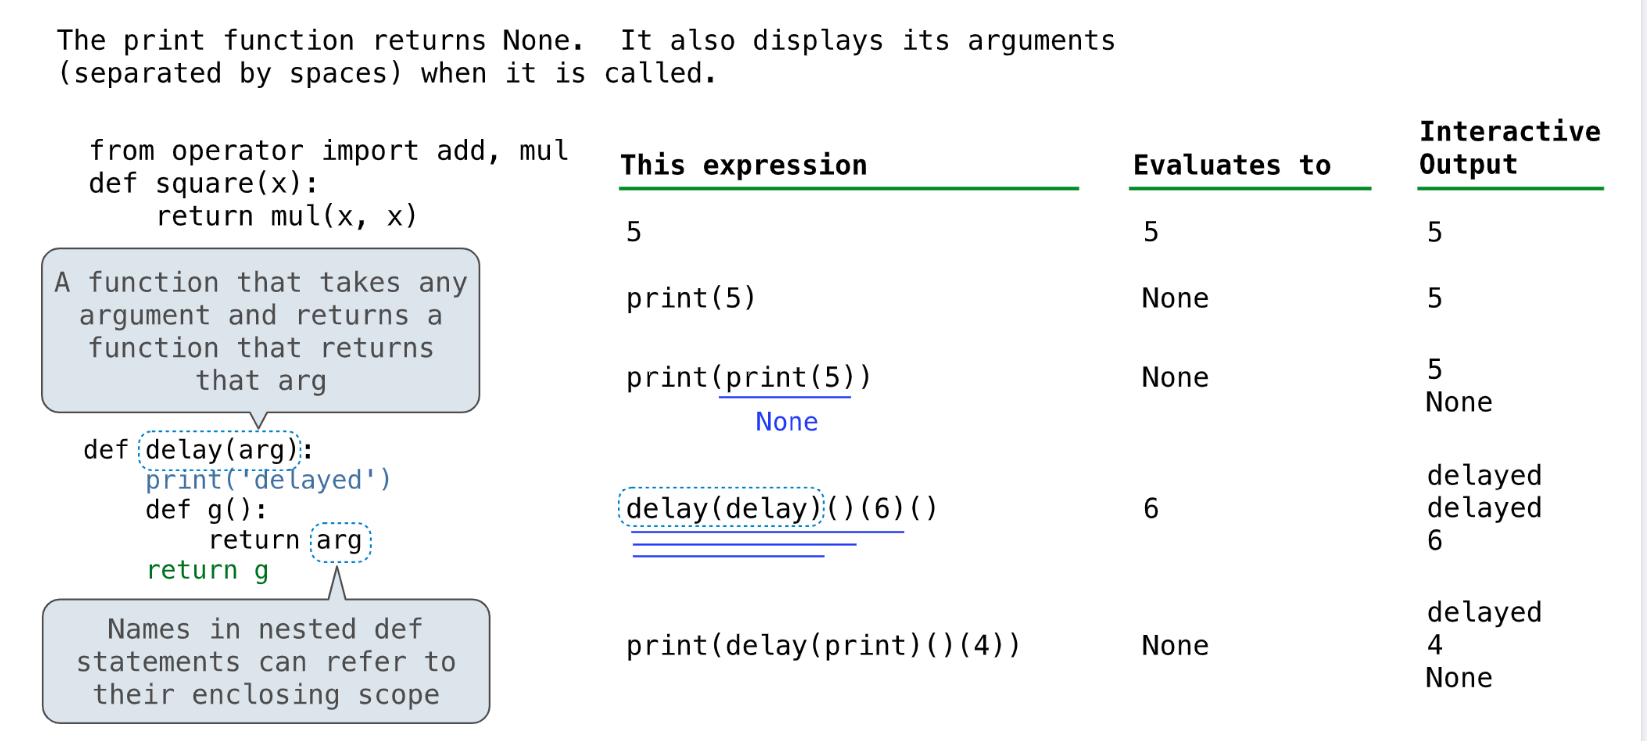 The print function returns None.  It also displays its arguments
(separated by spaces) when it is called.
from operator import add, mul
def square(x):
    return mul(x, x)
A function that takes any
argument and returns a
function that returns
that arg
def delay(arg):
    print('delayed')
    def g():
        return arg
    return g
Names in nested def
statements can refer to
their enclosing scope
This expression
Evaluates to
Interactive
Output
5
5
5
print(5)
None
5
print(print(5))
None
None
5
None
delay(delay)()(6)()
6
delayed
delayed
6
print(delay(print)()(4))
None
delayed
4
None